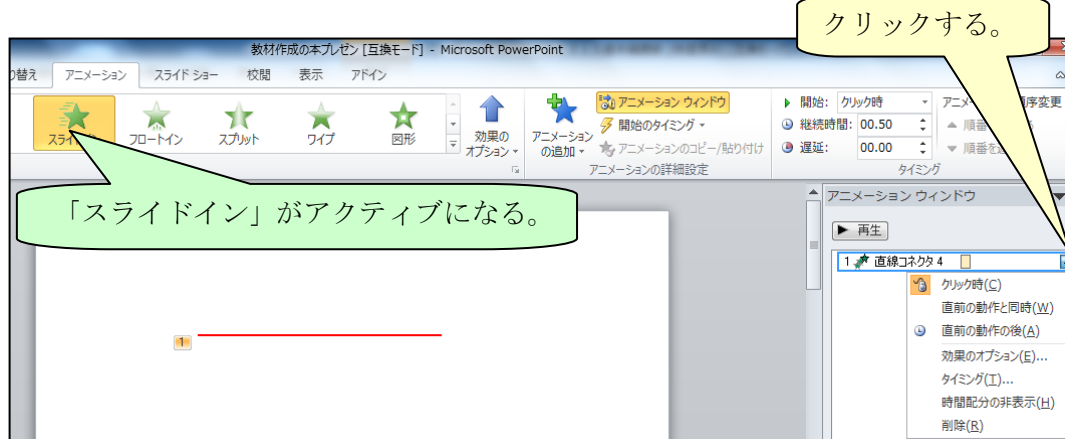 クリックする。
教材作成の本プレゼン [互換モード] - Microsoft PowerPoint
り替え アニメーション スライド ショー 校閲 表示 アドイン
スライドイン フロートイン スプリット ワイプ 図形
効果の
オプション
アニメーション
の追加
アニメーション ウィンドウ
開始のタイミング
アニメーションのコピー/貼り付け
アニメーションの詳細設定
開始: クリック時
継続時間: 00.50
遅延: 00.00
順序変更
タイミング
「スライドイン」がアクティブになる。
アニメーション ウィンドウ
再生
1 直線コネクタ 4
クリック時(C)
直前の動作と同時(W)
直前の動作の後(A)
効果のオプション(E)...
タイミング(T)...
時間配分の非表示(H)
削除(R)
1